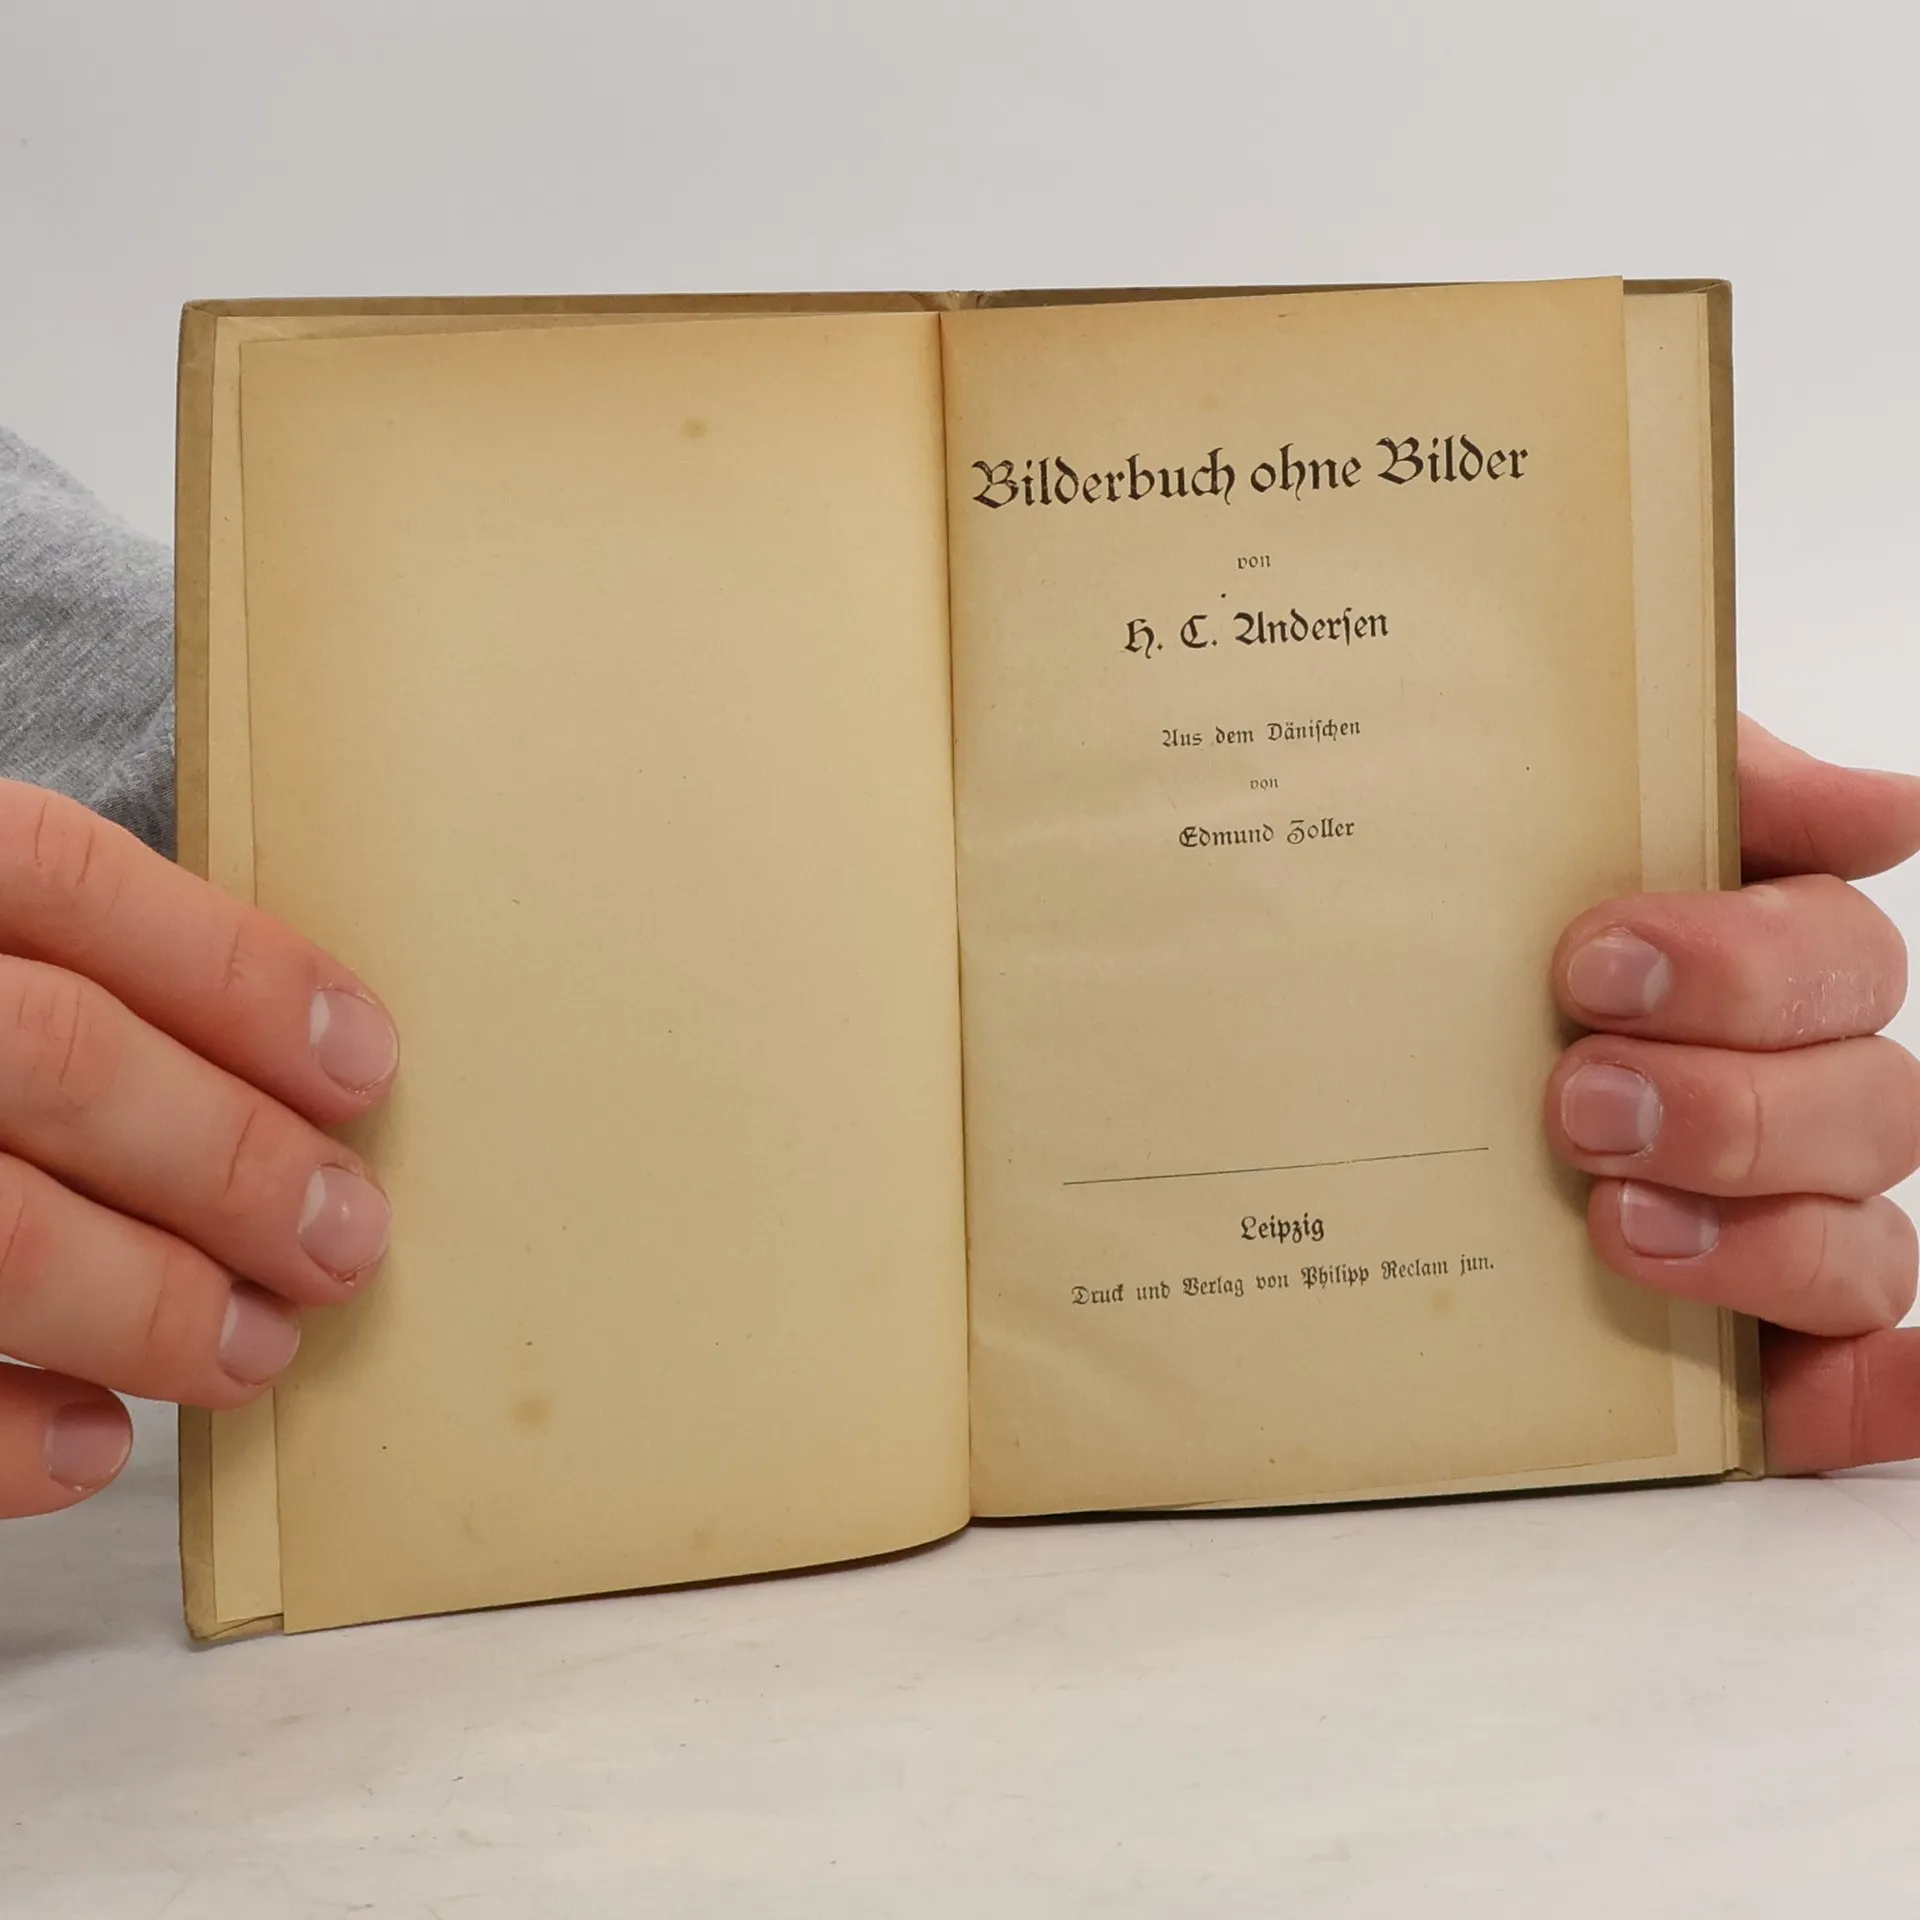 Bilderbuch ohne Bilder
von
H. C. Anderſen
Aus dem Däniſchen
von
Edmund Zoller
Leipzig
Druck und Verlag von Philipp Reclam jun.